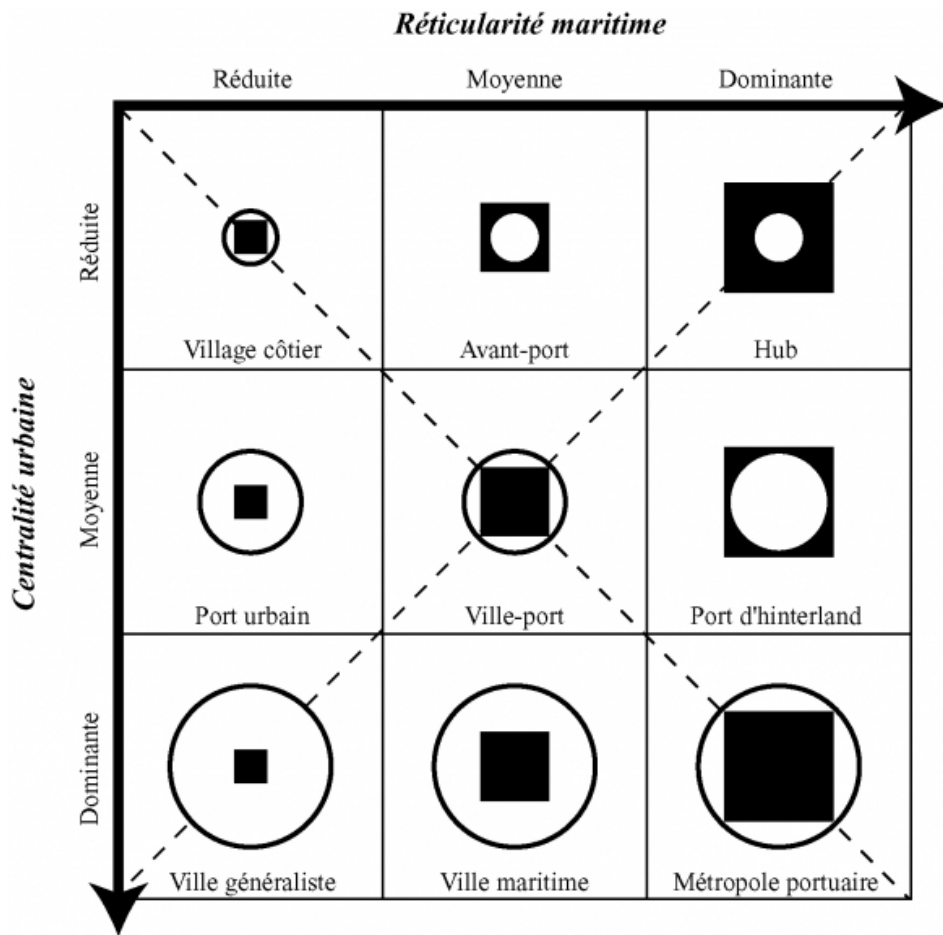 Réticularité maritime
Réduite Moyenne Dominante
Centralité urbaine
Réduite
Village côtier Avant-port Hub
Moyenne
Port urbain Ville-port Port d'hinterland
Dominante
Ville généraliste Ville maritime Métropole portuaire